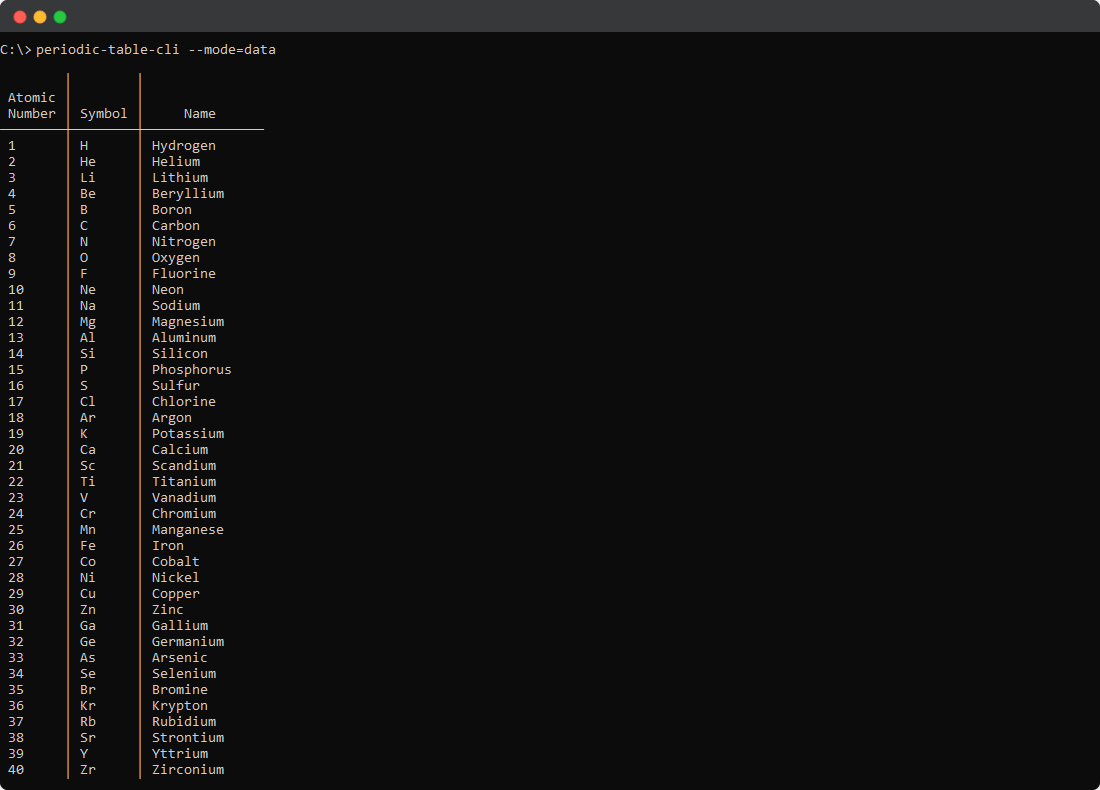 C:\> periodic-table-cli --mode=data
Atomic
Number Symbol Name
1 H Hydrogen
2 He Helium
3 Li Lithium
4 Be Beryllium
5 B Boron
6 C Carbon
7 N Nitrogen
8 O Oxygen
9 F Fluorine
10 Ne Neon
11 Na Sodium
12 Mg Magnesium
13 Al Aluminum
14 Si Silicon
15 P Phosphorus
16 S Sulfur
17 Cl Chlorine
18 Ar Argon
19 K Potassium
20 Ca Calcium
21 Sc Scandium
22 Ti Titanium
23 V Vanadium
24 Cr Chromium
25 Mn Manganese
26 Fe Iron
27 Co Cobalt
28 Ni Nickel
29 Cu Copper
30 Zn Zinc
31 Ga Gallium
32 Ge Germanium
33 As Arsenic
34 Se Selenium
35 Br Bromine
36 Kr Krypton
37 Rb Rubidium
38 Sr Strontium
39 Y Yttrium
40 Zr Zirconium